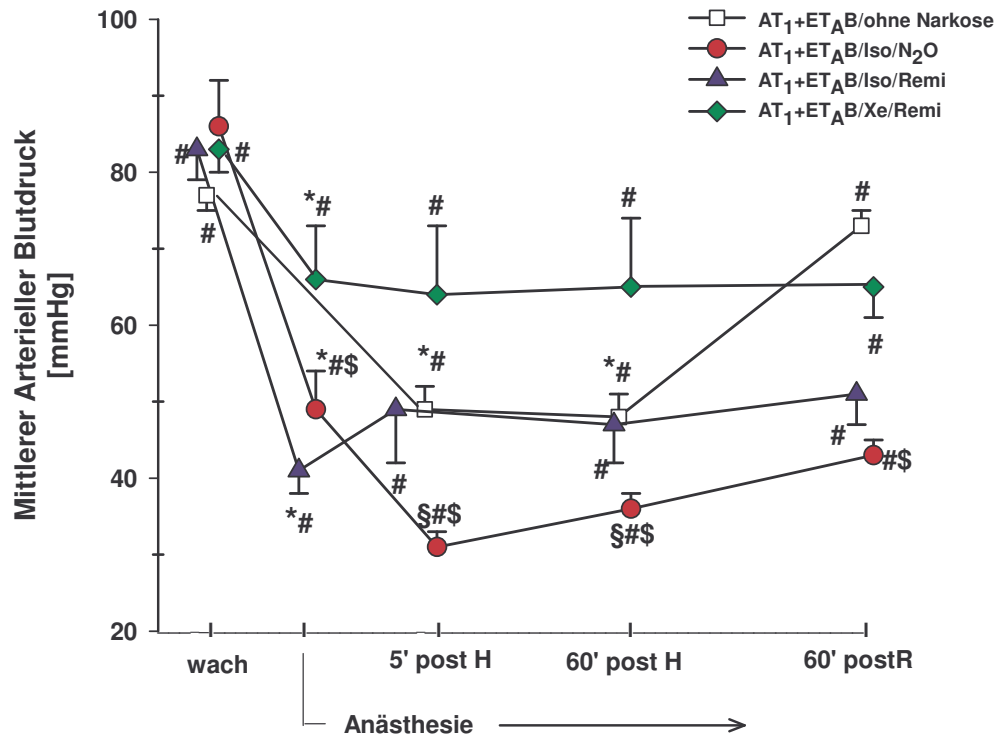 Mittlerer Arterieller Blutdruck
[mmHg]
100
80
60
40
20
AT1+ETAB/ohne Narkose
AT1+ETAB/Iso/N2O
AT1+ETAB/Iso/Remi
AT1+ETAB/Xe/Remi
# #
#
*# # # #
*#$ *# *# #
# # # #$
*# §#$ §#$
wach 5' post H 60' post H 60' postR
Anästhesie